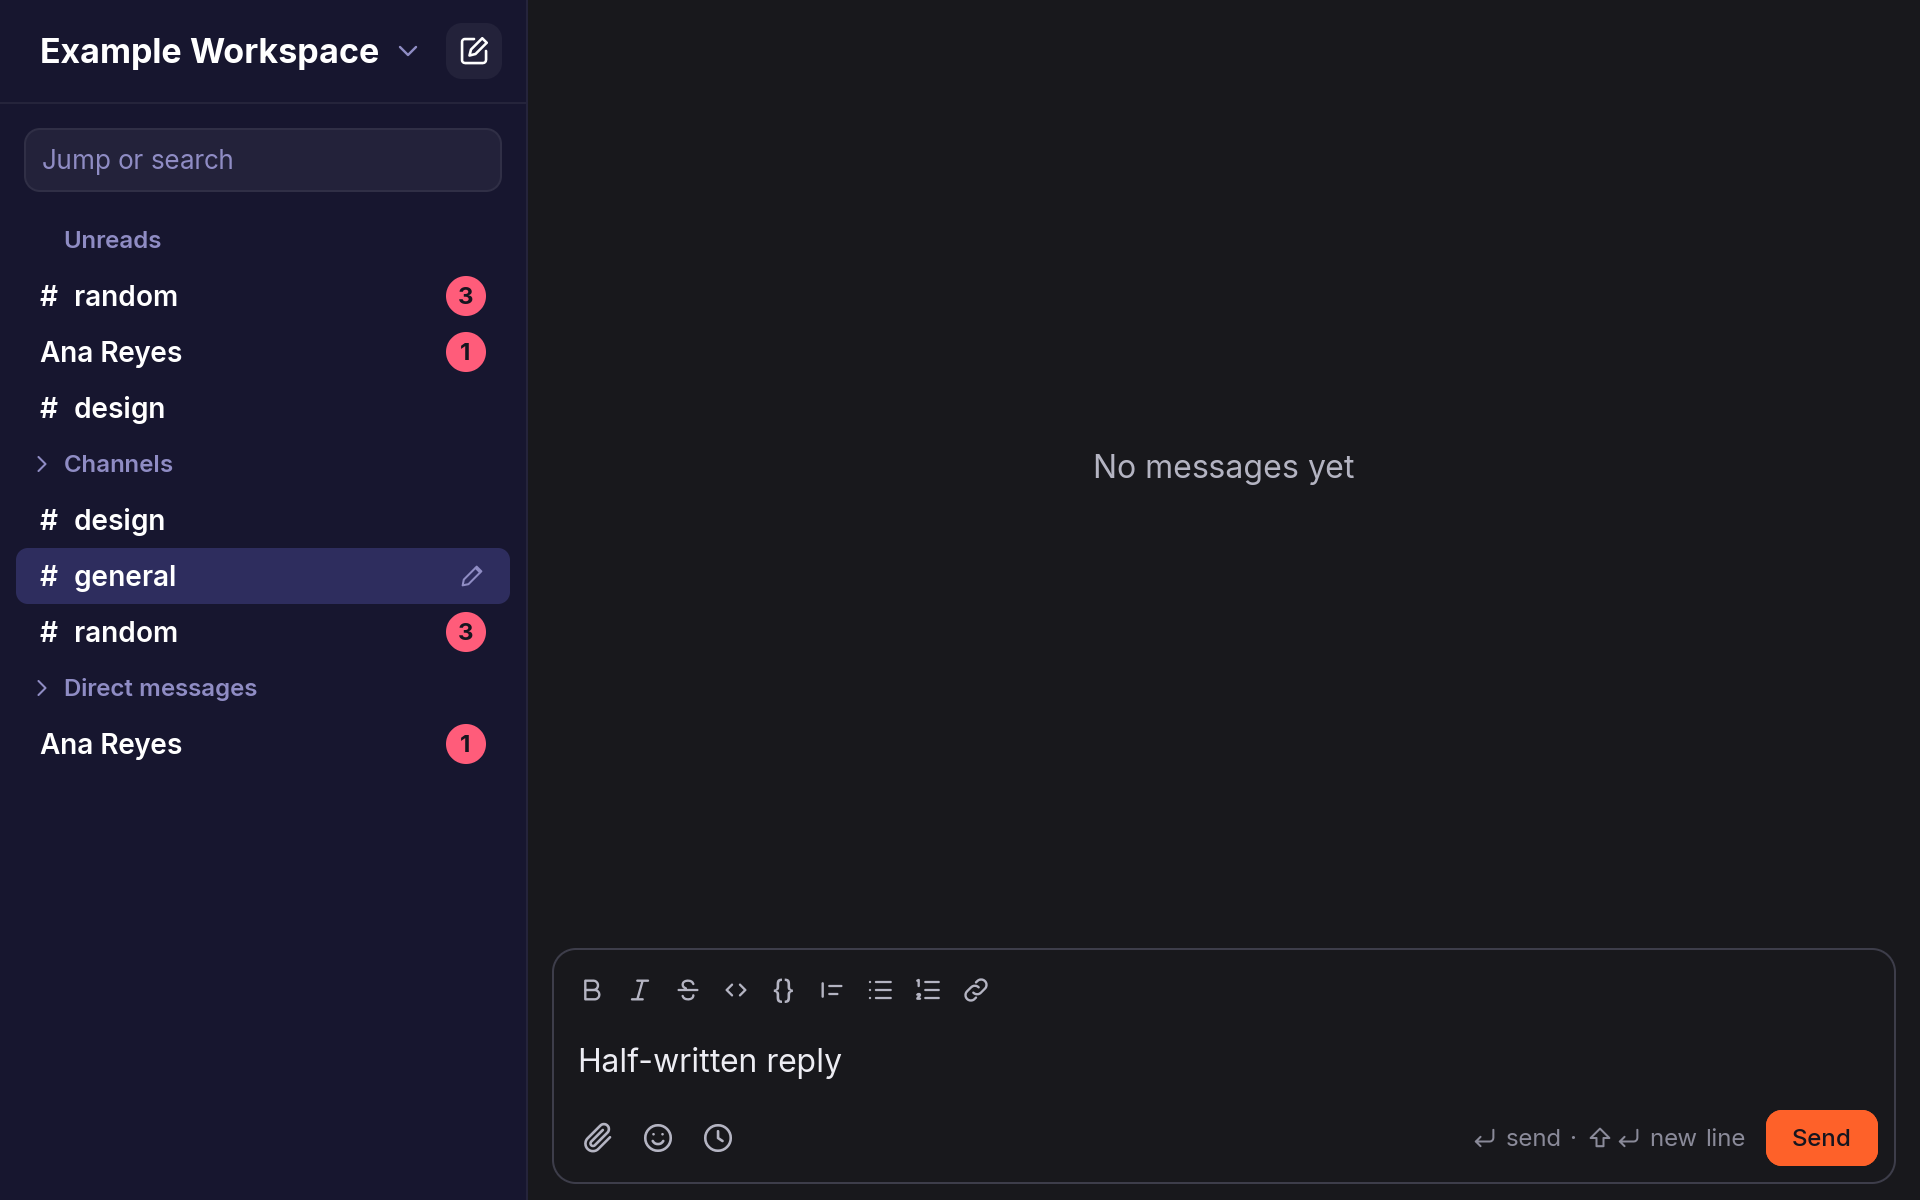 Example Workspace
Jump or search
Unreads
# random 3
Ana Reyes 1
# design
Channels
# design
# general
# random 3
Direct messages
Ana Reyes 1
No messages yet
Half-written reply
send · new line
Send